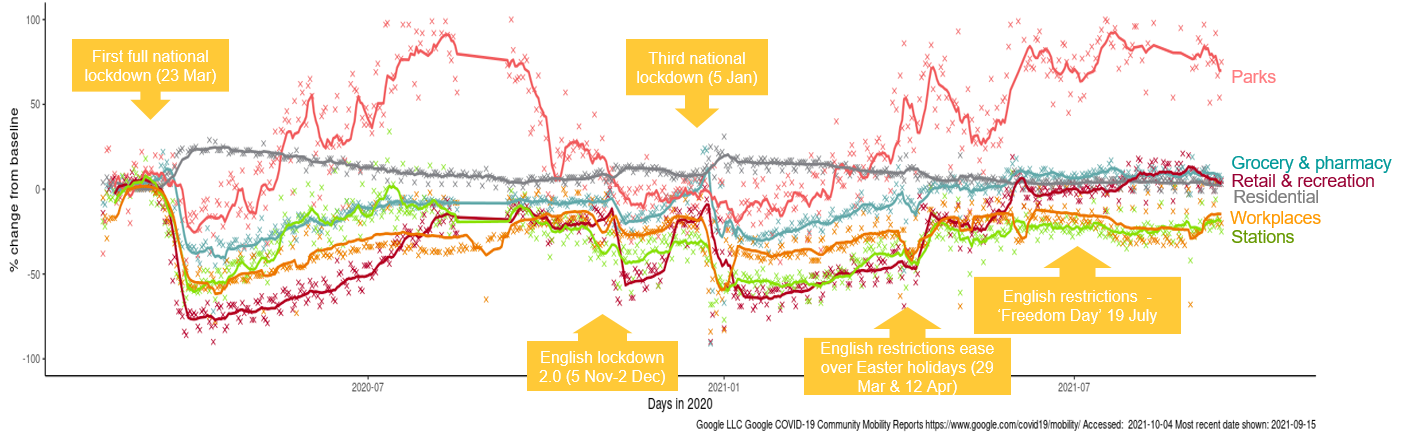 100
50
0
-50
-100
% change from baseline
First full national
lockdown (23 Mar)
Third national
lockdown (5 Jan)
Parks
Grocery & pharmacy
Retail & recreation
Residential
Workplaces
Stations
English restrictions -
‘Freedom Day’ 19 July
English lockdown
2.0 (5 Nov-2 Dec)
English restrictions ease
over Easter holidays (29
Mar & 12 Apr)
2020-07
2021-01
2021-07
Days in 2020
Google LLC Google COVID-19 Community Mobility Reports https://www.google.com/covid19/mobility/ Accessed: 2021-10-04 Most recent date shown: 2021-09-15